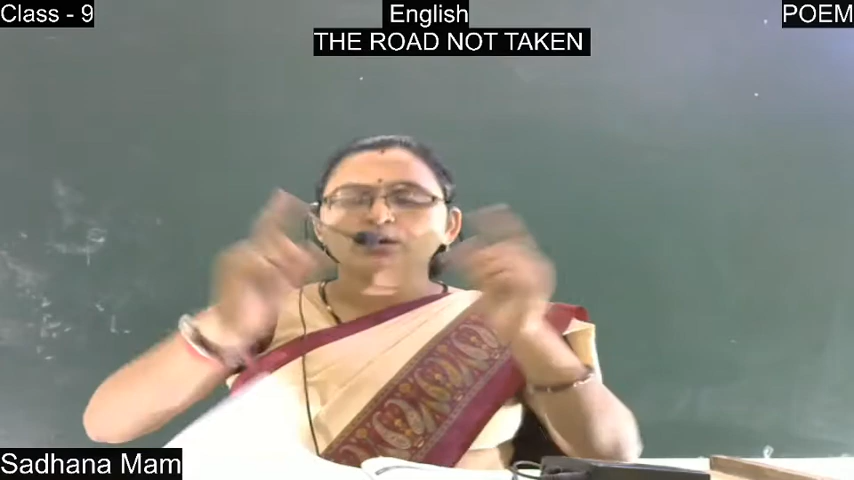 Class - 9
English
POEM
THE ROAD NOT TAKEN
Sadhana Mam